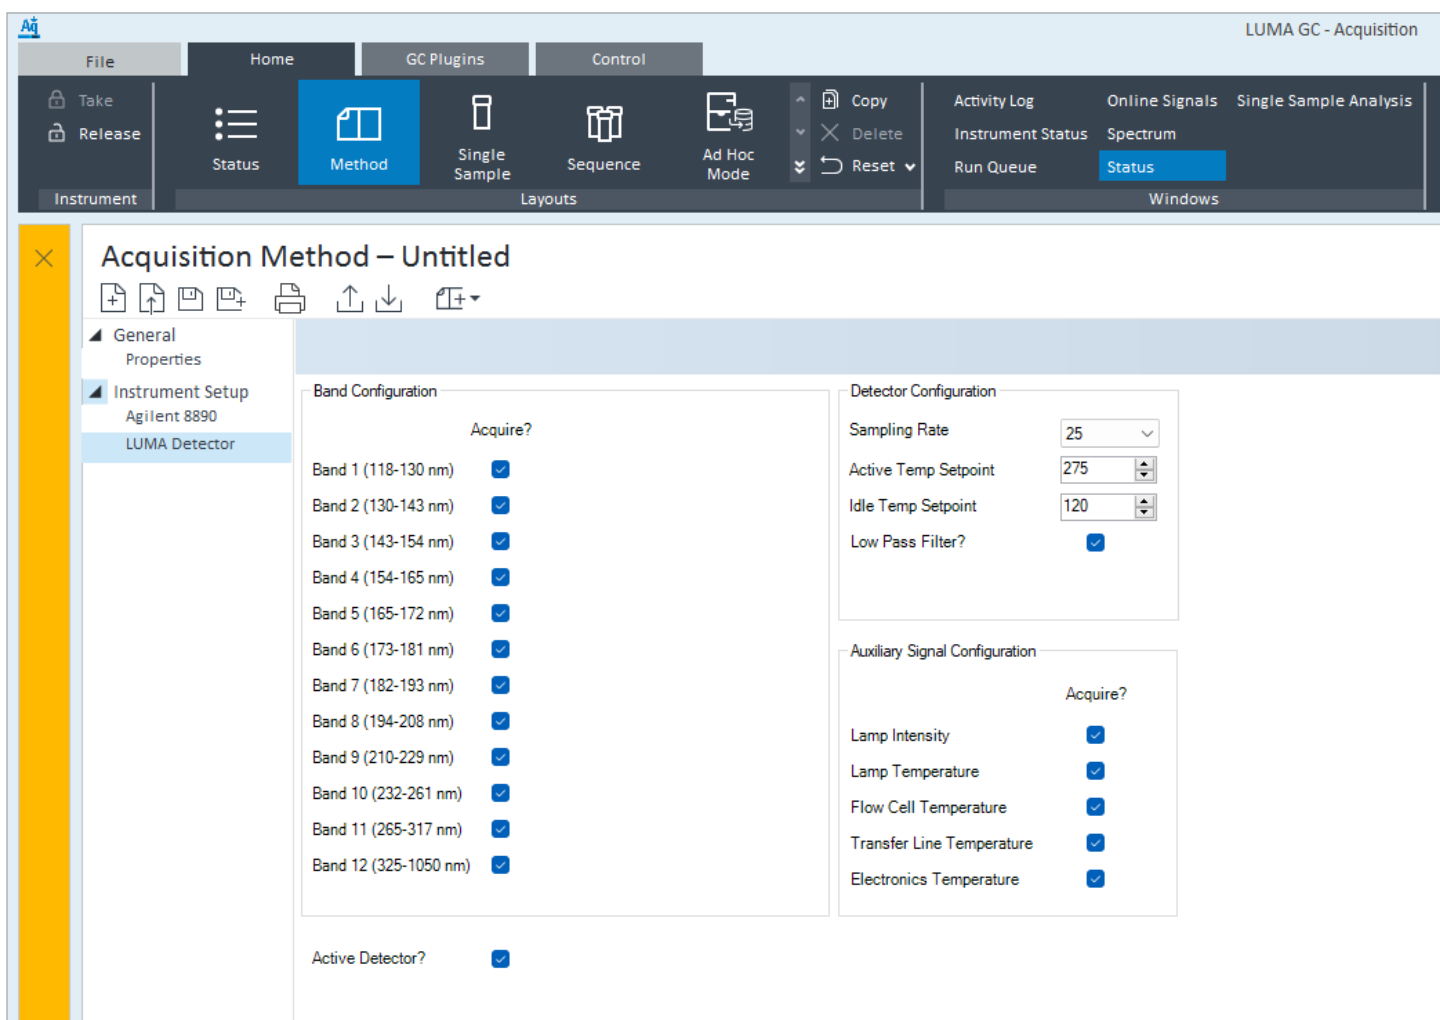 Aq
LUMA GC - Acquisition
File
Home
GC Plugins
Control
Take
Release
Instrument
Status
Method
Single
Sample
Sequence
Ad Hoc
Mode
Copy
Delete
Reset
Layouts
Activity Log
Online Signals
Single Sample Analysis
Instrument Status
Spectrum
Run Queue
Status
Windows
Acquisition Method – Untitled
General
Properties
Instrument Setup
Agilent 8890
LUMA Detector
Band Configuration
Acquire?
Band 1 (118-130 nm)
Band 2 (130-143 nm)
Band 3 (143-154 nm)
Band 4 (154-165 nm)
Band 5 (165-172 nm)
Band 6 (173-181 nm)
Band 7 (182-193 nm)
Band 8 (194-208 nm)
Band 9 (210-229 nm)
Band 10 (232-261 nm)
Band 11 (265-317 nm)
Band 12 (325-1050 nm)
Active Detector?
Detector Configuration
Sampling Rate 25
Active Temp Setpoint 275
Idle Temp Setpoint 120
Low Pass Filter?
Auxiliary Signal Configuration
Acquire?
Lamp Intensity
Lamp Temperature
Flow Cell Temperature
Transfer Line Temperature
Electronics Temperature